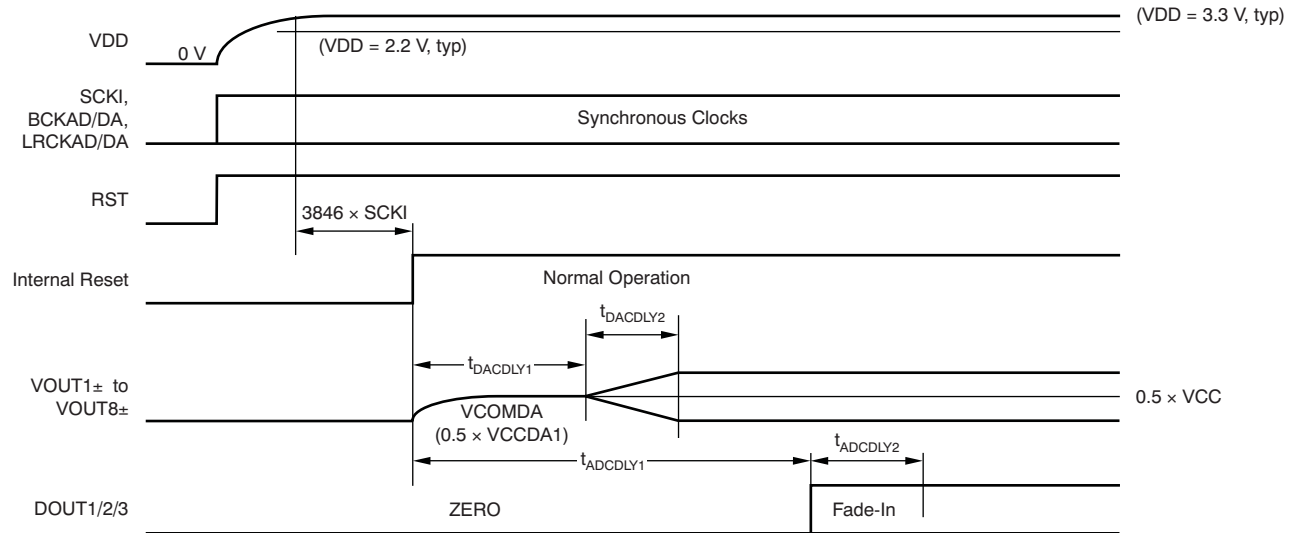 (VDD = 3.3 V, typ)
VDD
0 V
(VDD = 2.2 V, typ)
SCKI,
BCKAD/DA,
LRCKAD/DA
Synchronous Clocks
RST
3846 × SCKI
Internal Reset
Normal Operation
tDACDLY2
tDACDLY1
VOUT1± to
VOUT8±
VCOMDA
(0.5 × VCCDA1)
0.5 × VCC
tADCDLY2
tADCDLY1
DOUT1/2/3
ZERO
Fade-In